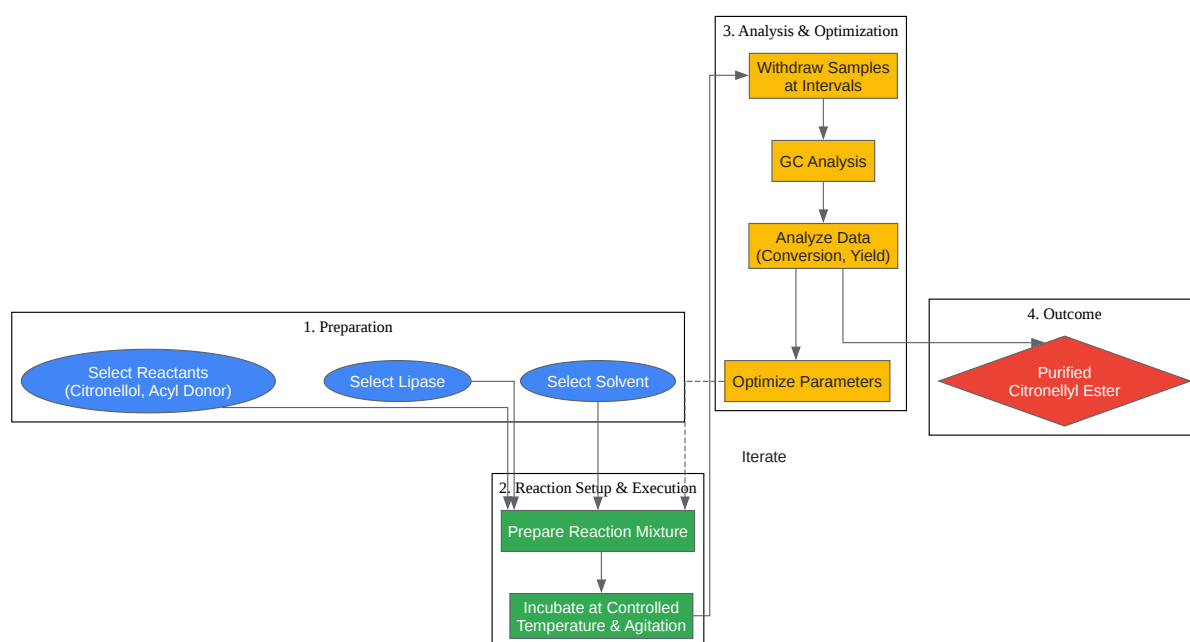 3. Analysis & Optimization
Withdraw Samples
at Intervals
GC Analysis
Analyze Data
(Conversion, Yield)
Optimize Parameters
1. Preparation
Select Reactants
(Citronellol, Acyl Donor)
Select Lipase
Select Solvent
4. Outcome
Purified
Citronellyl Ester
Iterate
2. Reaction Setup & Execution
Prepare Reaction Mixture
Incubate at Controlled
Temperature & Agitation